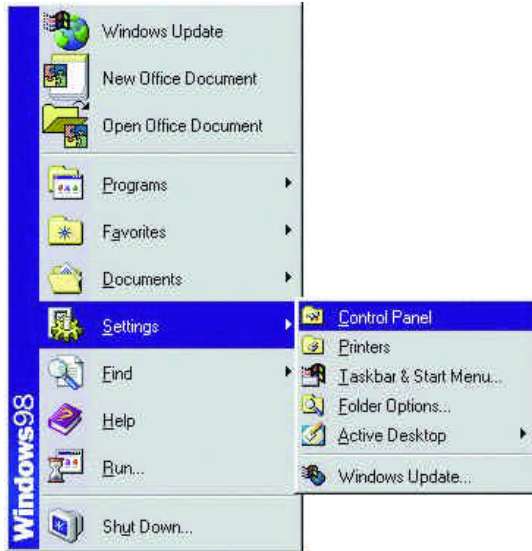 Windows Update
New Office Document
Open Office Document
Programs
Favorites
Documents
Settings
Find
Help
Run...
Shut Down...
Windows98
Control Panel
Printers
Taskbar & Start Menu...
Folder Options...
Active Desktop
Windows Update...